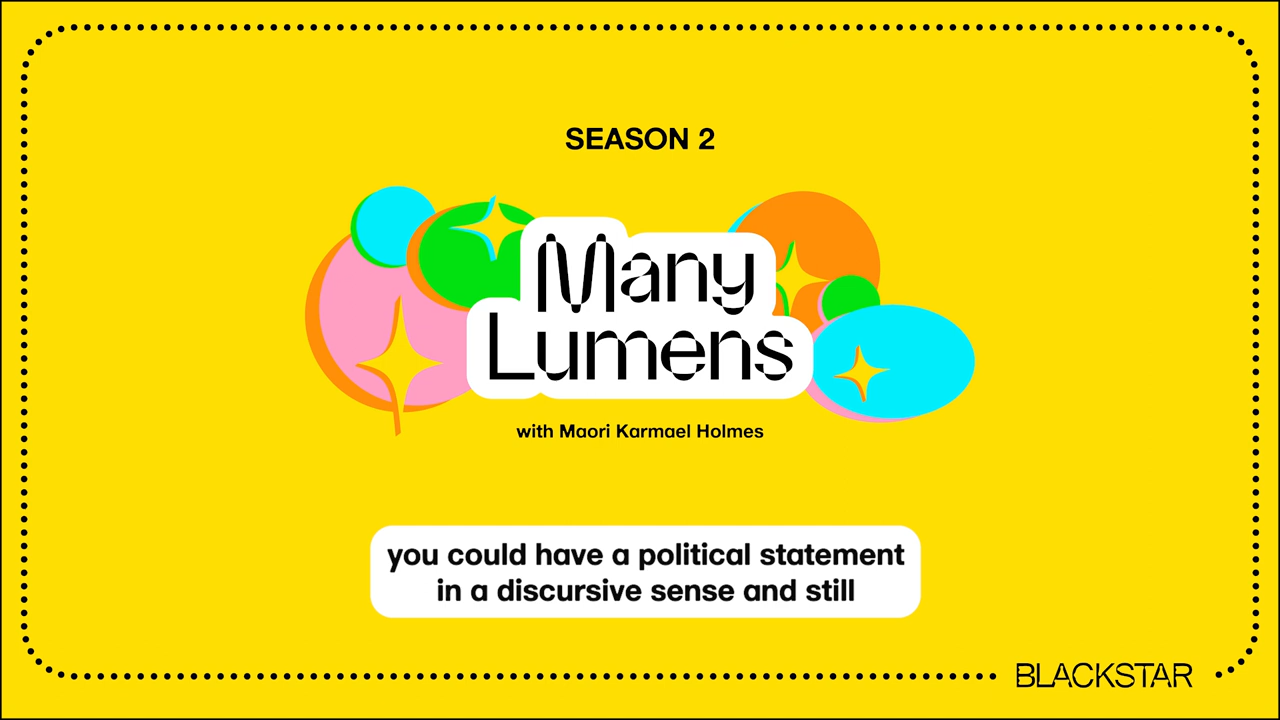 SEASON 2
Many
Lumens
with Maori Karmael Holmes
you could have a political statement
in a discursive sense and still
BLACKSTAR